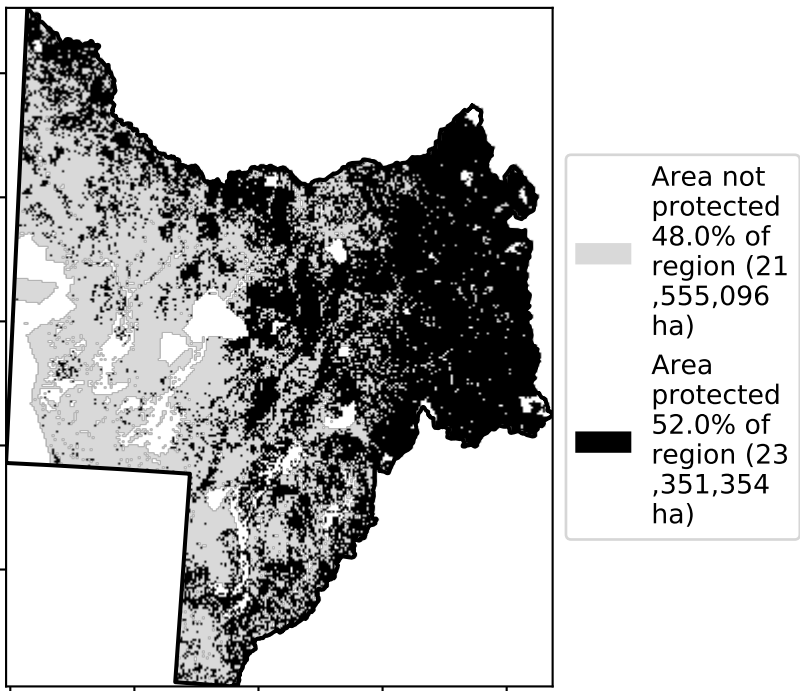 Area not
protected
48.0% of
region (21
,555,096
ha)
Area
protected
52.0% of
region (23
,351,354
ha)